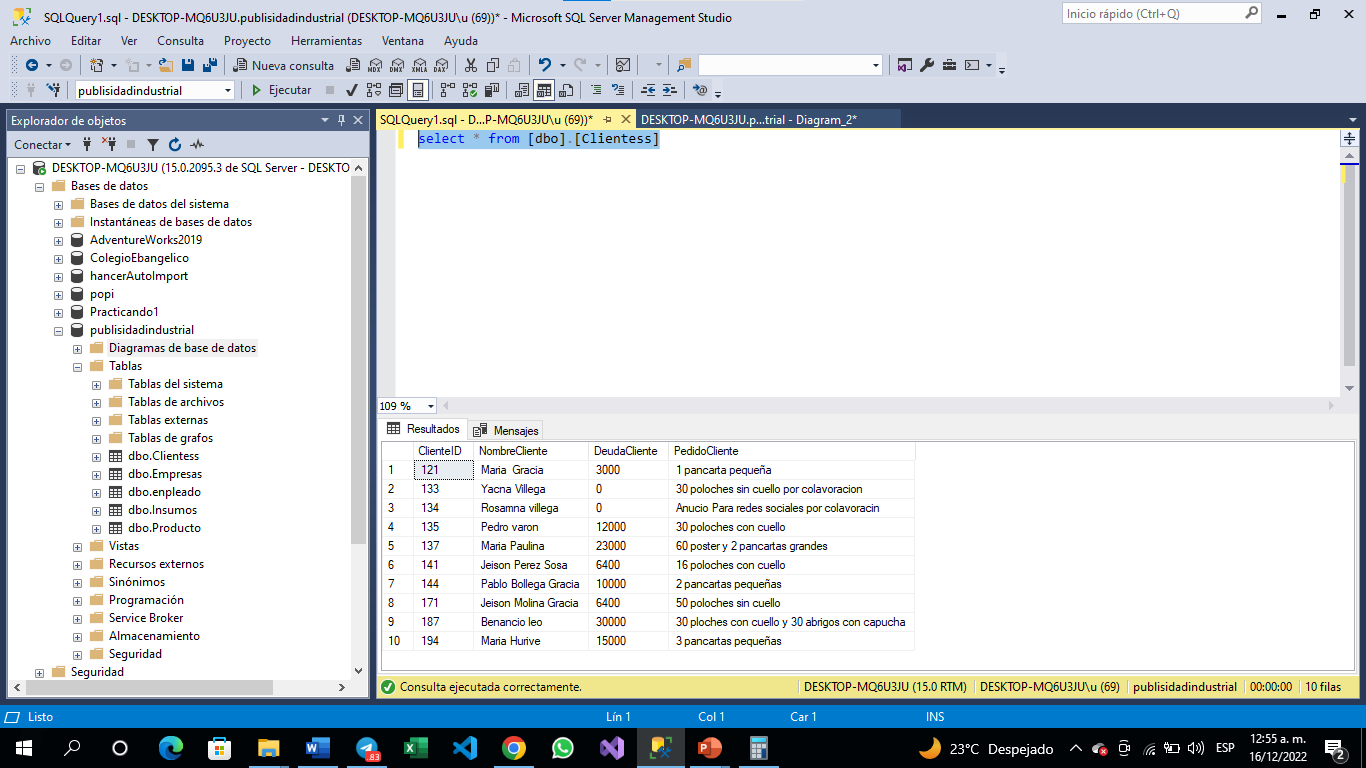 SQLQuery1.sql - DESKTOP-MQ6U3JU.publisidadindustrial (DESKTOP-MQ6U3JU\u (69))* - Microsoft SQL Server Management Studio
Inicio rápido (Ctrl+Q)
Archivo Editar Ver Consulta Proyecto Herramientas Ventana Ayuda
Nueva consulta MDX DMX XMLA DAX
publisidadindustrial Ejecutar
Explorador de objetos
SQLQuery1.sql - D...P-MQ6U3JU\u (69))* DESKTOP-MQ6U3JU.p...trial - Diagram_2*
Conectar
select * from [dbo].[Clientess]
DESKTOP-MQ6U3JU (15.0.2095.3 de SQL Server - DESKTO
Bases de datos
Bases de datos del sistema
Instantáneas de bases de datos
AdventureWorks2019
ColegioEbangelico
hancerAutoImport
popi
Practicando1
publisidadindustrial
Diagramas de base de datos
Tablas
Tablas del sistema
Tablas de archivos
Tablas externas
Tablas de grafos
dbo.Clientess
dbo.Empresas
dbo.enpleado
dbo.Insumos
dbo.Producto
Vistas
Recursos externos
Sinónimos
Programación
Service Broker
Almacenamiento
Seguridad
Seguridad
109 %
Resultados Mensajes
ClienteID NombreCliente DeudaCliente PedidoCliente
1 121 Maria Gracia 3000 1 pancarta pequeña
2 133 Yacna Villega 0 30 poloches sin cuello por colavoracion
3 134 Rosamna villega 0 Anucio Para redes sociales por colavoracin
4 135 Pedro varon 12000 30 poloches con cuello
5 137 Maria Paulina 23000 60 poster y 2 pancartas grandes
6 141 Jeison Perez Sosa 6400 16 poloches con cuello
7 144 Pablo Bollega Gracia 10000 2 pancartas pequeñas
8 171 Jeison Molina Gracia 6400 50 poloches sin cuello
9 187 Benancio leo 30000 30 ploches con cuello y 30 abrigos con capucha
10 194 Maria Hurive 15000 3 pancartas pequeñas
Consulta ejecutada correctamente. DESKTOP-MQ6U3JU (15.0 RTM) DESKTOP-MQ6U3JU\u (69) publisidadindustrial 00:00:00 10 filas
Listo Lín 1 Col 1 Car 1 INS
83 23°C Despejado ESP 12:55 a. m.
16/12/2022 2